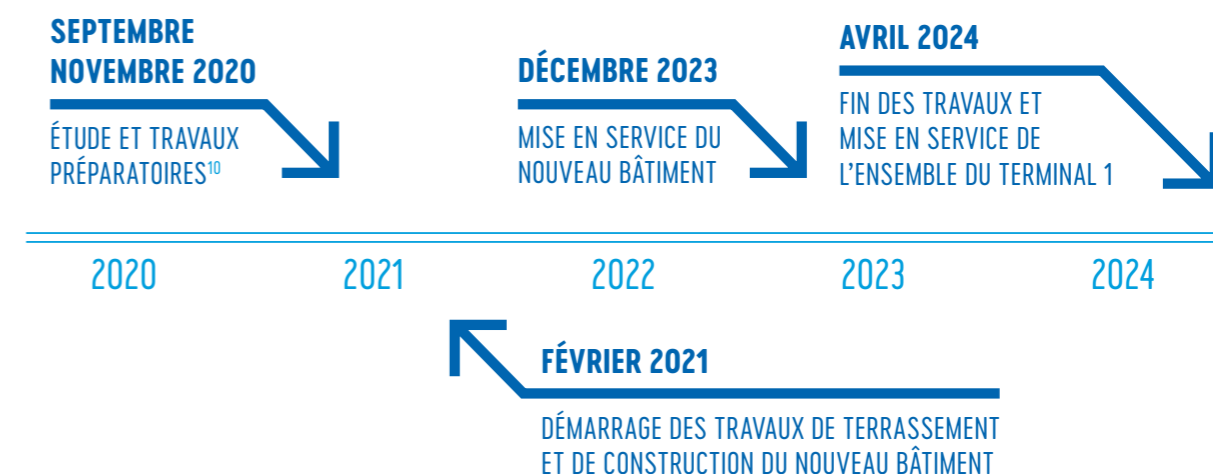 SEPTEMBRE
NOVEMBRE 2020
ÉTUDE ET TRAVAUX
PRÉPARATOIRES¹⁰
DÉCEMBRE 2023
MISE EN SERVICE DU
NOUVEAU BÂTIMENT
AVRIL 2024
FIN DES TRAVAUX ET
MISE EN SERVICE DE
L'ENSEMBLE DU TERMINAL 1
2020 2021 2022 2023 2024
FÉVRIER 2021
DÉMARRAGE DES TRAVAUX DE TERRASSEMENT
ET DE CONSTRUCTION DU NOUVEAU BÂTIMENT